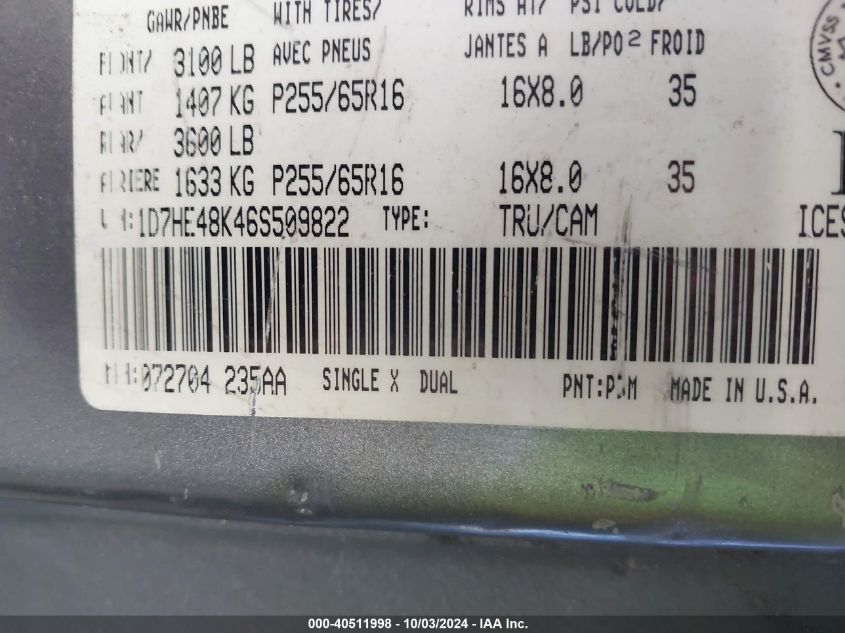 GAWR/PNBE WITH TIRES/ RIMS AT/ PSI COLD/
3100 LB AVEC PNEUS JANTES A LB/PO2 FROID
1407 KG P255/65R16 16X8.0 35
3600 LB
1633 KG P255/65R16 16X8.0 35
:1D7HE48K46S509822 TYPE: TRU/CAM
:072704 235AA SINGLE X DUAL PNT: MADE IN U.S.A.
CMVSS
000-40511998 - 10/03/2024 - IAA Inc.